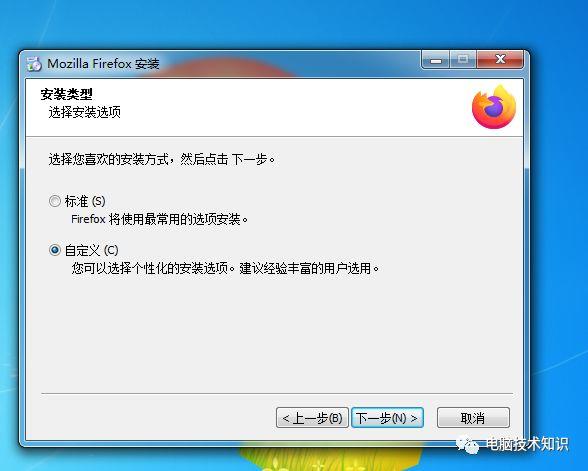 Mozilla Firefox 安装
安装类型
选择安装选项
选择您喜欢的安装方式，然后点击 下一步。
标准 (S)
Firefox 将使用最常用的选项安装。
自定义 (C)
您可以选择个性化的安装选项。建议经验丰富的用户选用。
< 上一步(B)
下一步(N) >
取消
电脑技术知识